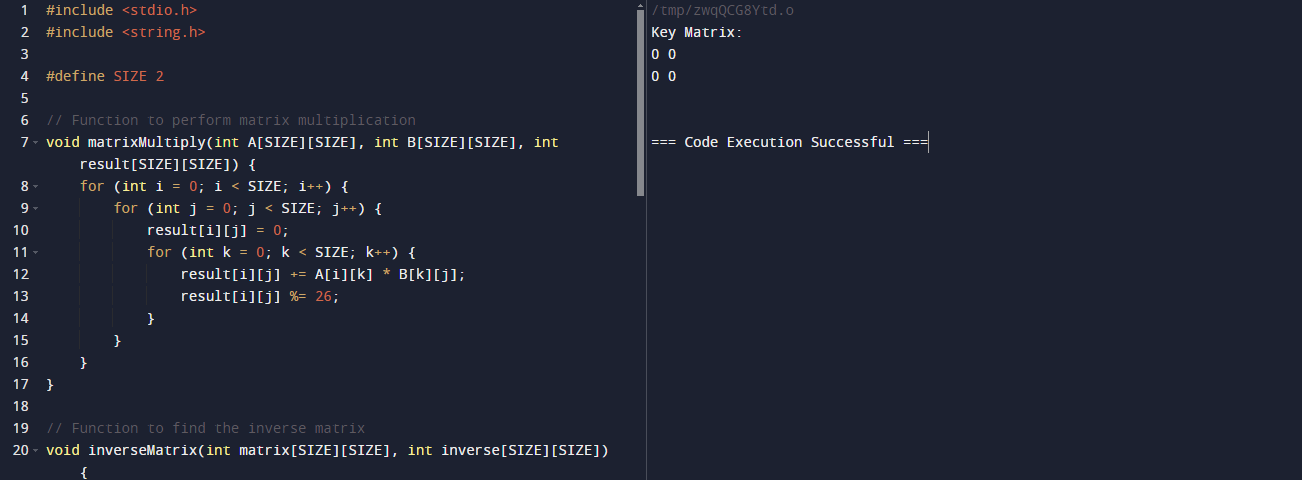 1 #include <stdio.h>
2 #include <string.h>
3
4 #define SIZE 2
5
6 // Function to perform matrix multiplication
7 void matrixMultiply(int A[SIZE][SIZE], int B[SIZE][SIZE], int
result[SIZE][SIZE]) {
8 for (int i = 0; i < SIZE; i++) {
9 for (int j = 0; j < SIZE; j++) {
10 result[i][j] = 0;
11 for (int k = 0; k < SIZE; k++) {
12 result[i][j] += A[i][k] * B[k][j];
13 result[i][j] %= 26;
14 }
15 }
16 }
17 }
18
19 // Function to find the inverse matrix
20 void inverseMatrix(int matrix[SIZE][SIZE], int inverse[SIZE][SIZE])
{
/tmp/zwqQCG8Ytd.o
Key Matrix:
0 0
0 0
=== Code Execution Successful ===